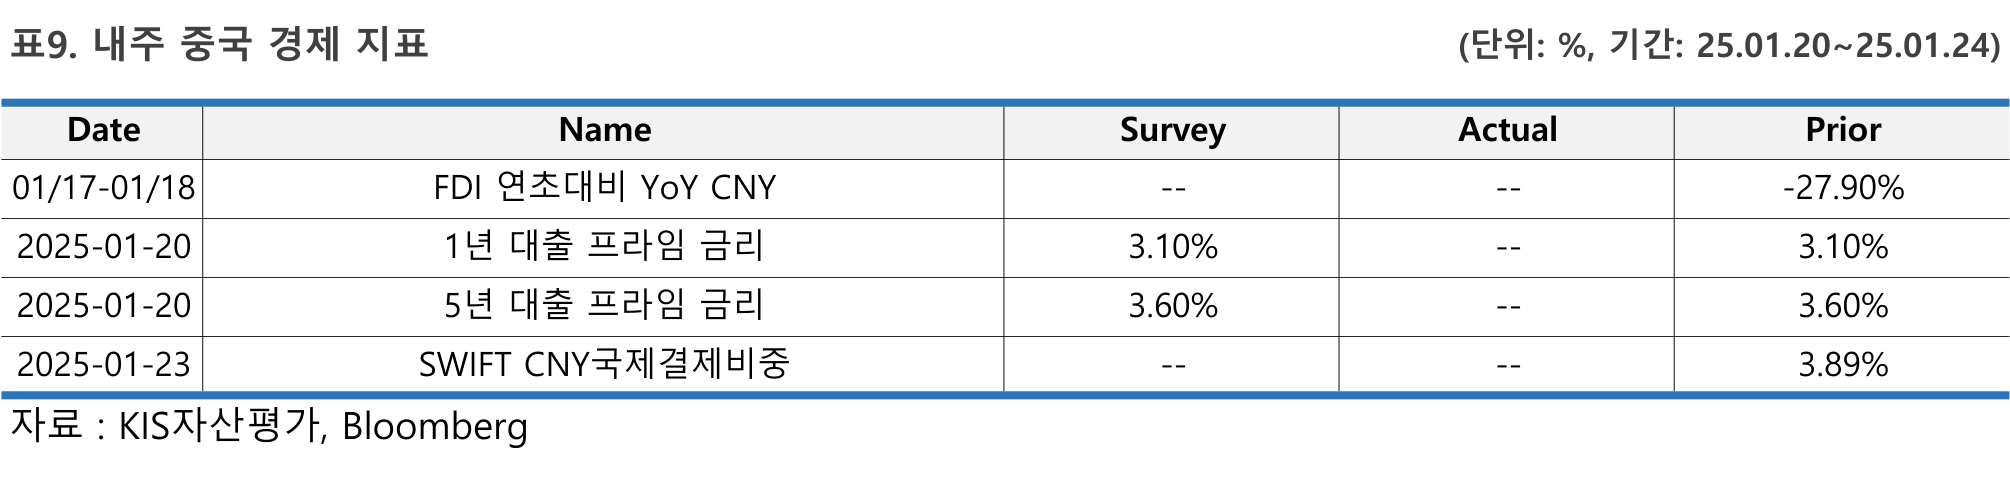 표9. 내주 중국 경제 지표 (단위: %, 기간: 25.01.20~25.01.24)
Date Name Survey Actual Prior
01/17-01/18 FDI 연초대비 YoY CNY -- -- -27.90%
2025-01-20 1년 대출 프라임 금리 3.10% -- 3.10%
2025-01-20 5년 대출 프라임 금리 3.60% -- 3.60%
2025-01-23 SWIFT CNY국제결제비중 -- -- 3.89%
자료 : KIS자산평가, Bloomberg